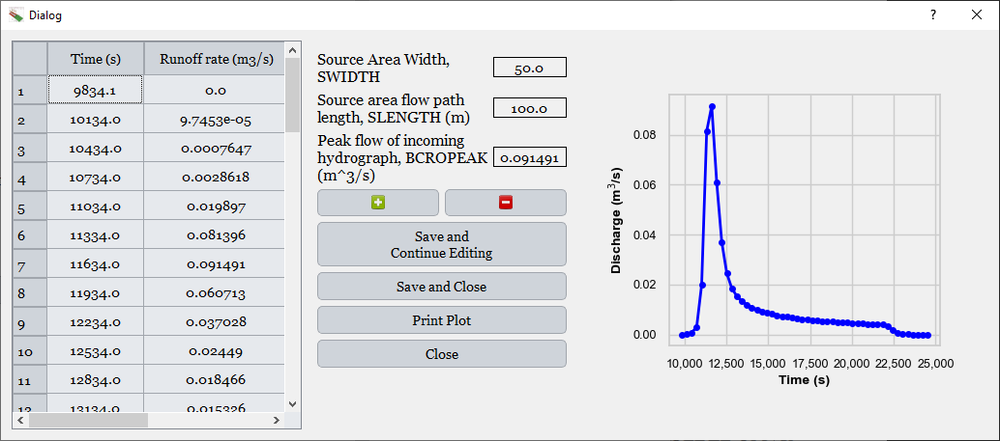 Dialog
?
Time (s) Runoff rate (m3/s)
1 9834.1 0.0
2 10134.0 9.7453e-05
3 10434.0 0.0007647
4 10734.0 0.0028618
5 11034.0 0.019897
6 11334.0 0.081396
7 11634.0 0.091491
8 11934.0 0.060713
9 12234.0 0.037028
10 12534.0 0.02449
11 12834.0 0.018466
12 13134.0 0.015326
Source Area Width,
SWIDTH
50.0
Source area flow path
length, SLENGTH (m)
100.0
Peak flow of incoming
hydrograph, BCROPEAK
(m^3/s)
0.091491
Save and
Continue Editing
Save and Close
Print Plot
Close
Discharge (m³/s)
0.08
0.06
0.04
0.02
0.00
10,000 12,500 15,000 17,500 20,000 22,500 25,000
Time (s)